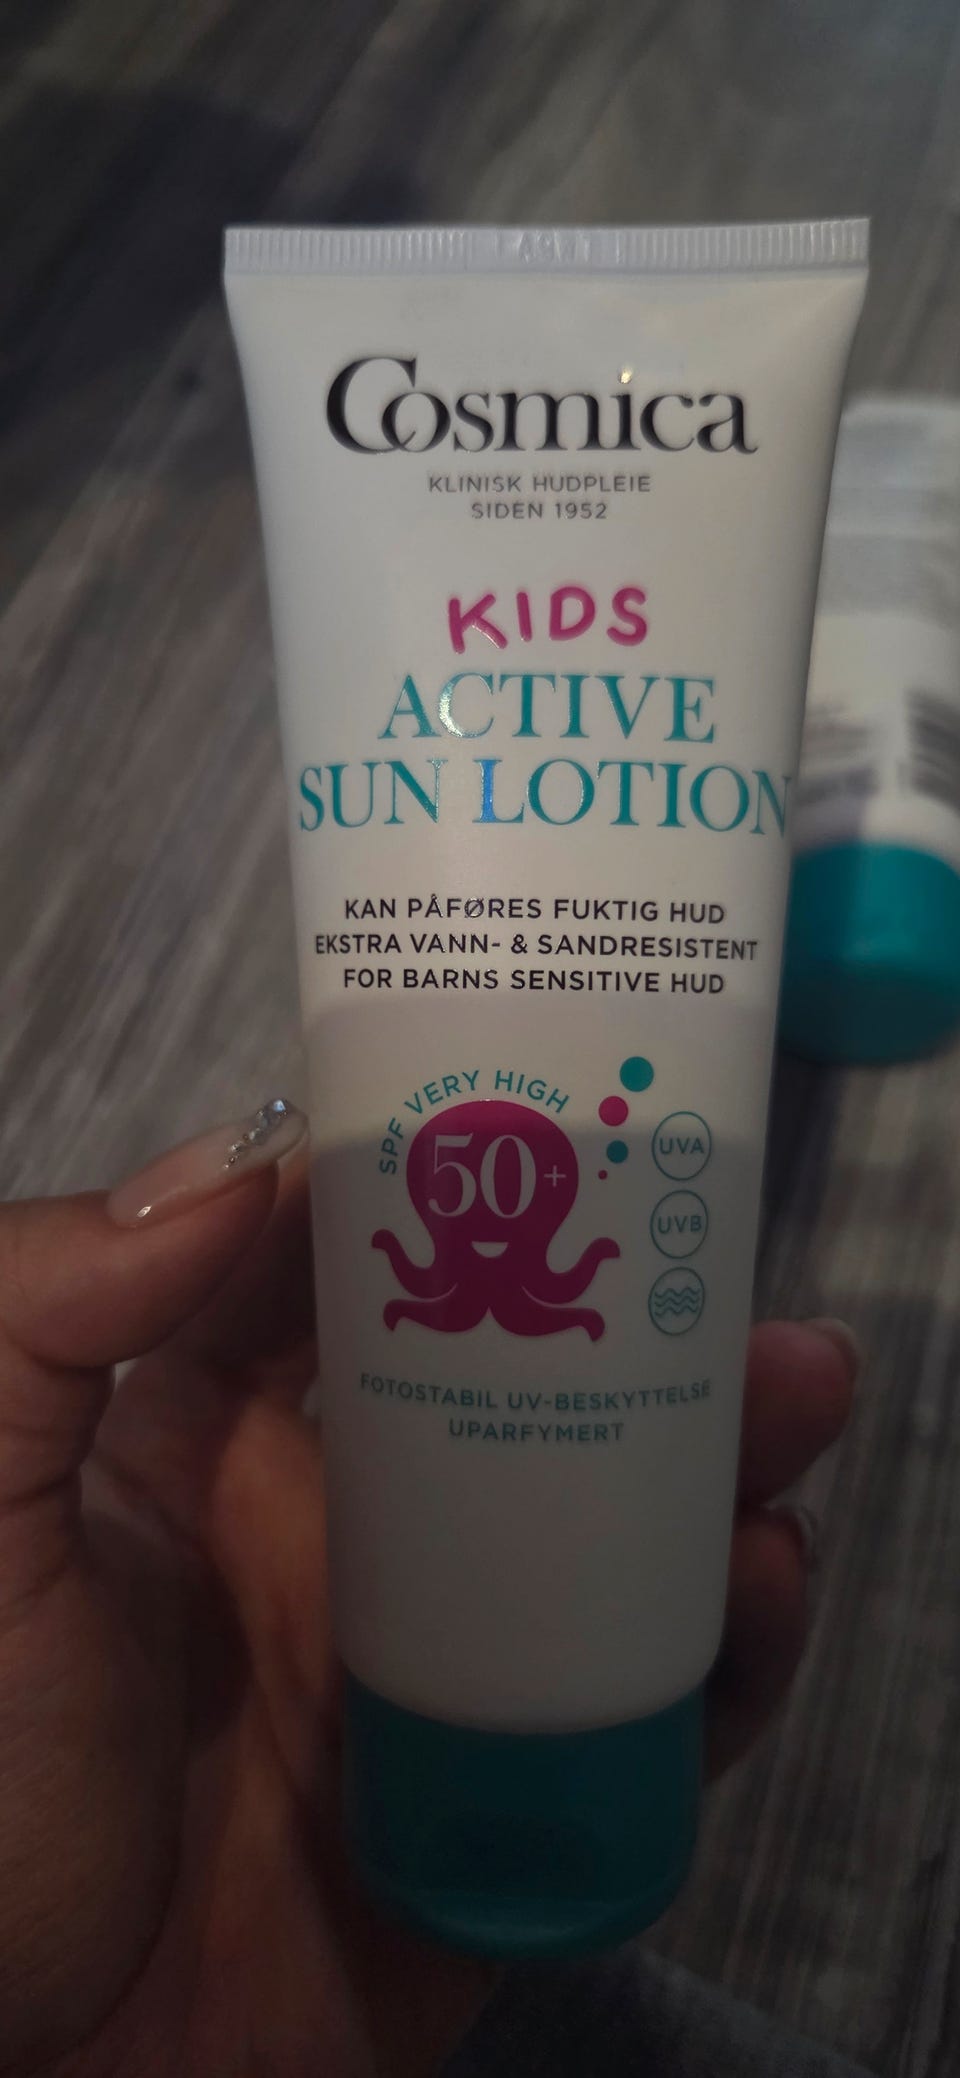 Cosmica
KLINISK HUDPLEIE
SIDEN 1952
KIDS
ACTIVE
SUN LOTION
KAN PÅFØRES FUKTIG HUD
EKSTRA VANN- & SANDRESISTENT
FOR BARNS SENSITIVE HUD
SPF VERY HIGH
50+
UVA
UVB
FOTOSTABIL UV-BESKYTTELSE
UPARFYMERT